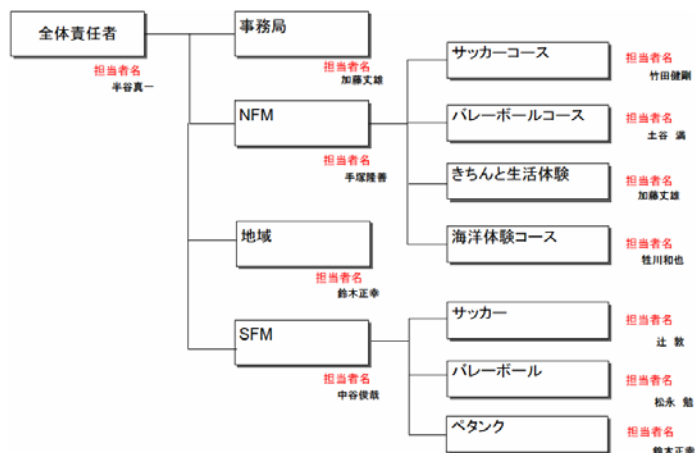 全体責任者
担当者名
半谷真一
事務局
担当者名
加藤丈雄
NFM
担当者名
手塚隆善
地域
担当者名
鈴木正幸
SFM
担当者名
中谷俊哉
サッカーコース
担当者名
竹田健剛
バレーボールコース
担当者名
土谷 満
きちんと生活体験
担当者名
加藤丈雄
海洋体験コース
担当者名
牲川和也
サッカー
担当者名
辻 敦
バレーボール
担当者名
松永 勉
ペタンク
担当者名
鈴木正幸